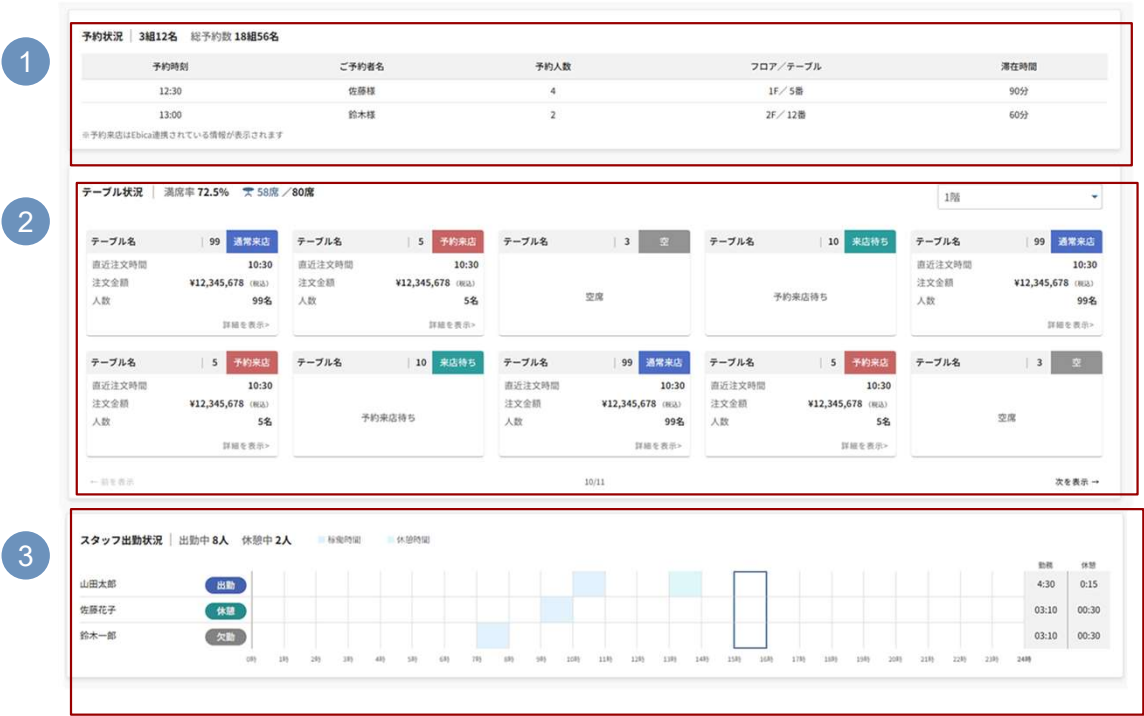 1
予約状況 │ 3組12名 総予約数 18組56名
予約時刻 ご予約者名 予約人数 フロア／テーブル 滞在時間
12:30 佐藤様 4 1F／ 5番 90分
13:00 鈴木様 2 2F／ 12番 60分
※予約来店はEbica連携されている情報が表示されます
2
テーブル状況 │ 満席率 72.5% 58席 ／80席 1階
テーブル名 | 99 通常来店 テーブル名 | 5 予約来店 テーブル名 | 3 空 テーブル名 | 10 来店待ち テーブル名 | 99 通常来店
直近注文時間 10:30 直近注文時間 10:30 直近注文時間 10:30
注文金額 ¥12,345,678 (税込) 注文金額 ¥12,345,678 (税込) 空席 予約来店待ち 注文金額 ¥12,345,678 (税込)
人数 99名 人数 5名 人数 99名
詳細を表示> 詳細を表示> 詳細を表示>
テーブル名 | 5 予約来店 テーブル名 | 10 来店待ち テーブル名 | 99 通常来店 テーブル名 | 5 予約来店 テーブル名 | 3 空
直近注文時間 10:30 直近注文時間 10:30 直近注文時間 10:30
注文金額 ¥12,345,678 (税込) 予約来店待ち 注文金額 ¥12,345,678 (税込) 注文金額 ¥12,345,678 (税込) 空席
人数 5名 人数 99名 人数 5名
詳細を表示> 詳細を表示> 詳細を表示>
← 前を表示 10/11 次を表示 →
3
スタッフ出勤状況 │ 出勤中 8人 休憩中 2人 稼働時間 休憩時間
勤務 休憩
山田太郎 出勤 4:30 0:15
佐藤花子 休憩 03:10 00:30
鈴木一郎 欠勤 03:10 00:30
0時 1時 2時 3時 4時 5時 6時 7時 8時 9時 10時 11時 12時 13時 14時 15時 16時 17時 18時 19時 20時 21時 22時 23時 24時